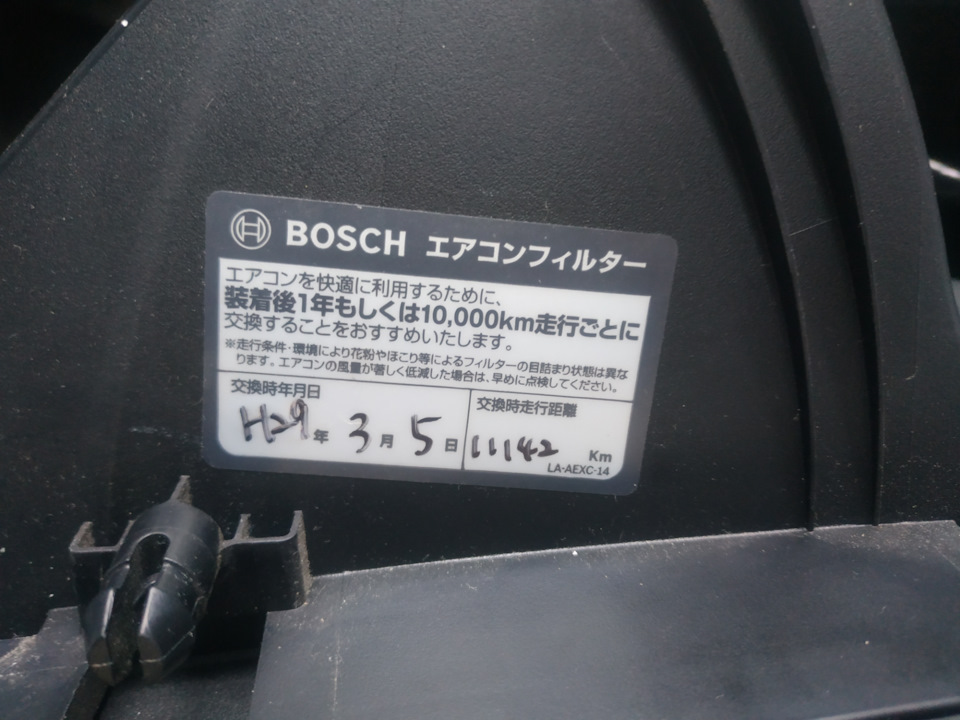 BOSCH エアコンフィルター
エアコンを快適に利用するために、
装着後1年もしくは10,000km走行ごとに
交換することをおすすめいたします。
※走行条件・環境により花粉やほこり等によるフィルターの目詰まり状態は異な
ります。エアコンの風量が著しく低減した場合は、早めに点検してください。
交換時年月日
H29年 3月 5日
交換時走行距離
11142 Km
LA-AEXC-14